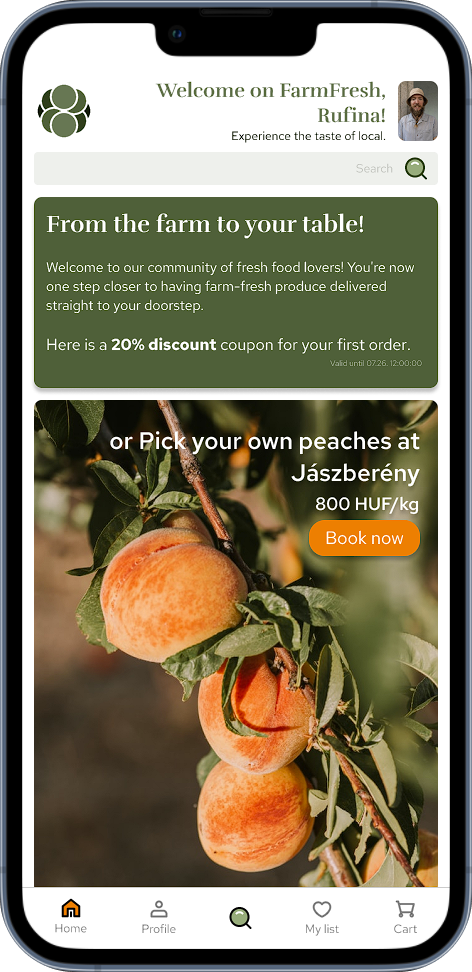 Welcome on FarmFresh,
Rufina!
Experience the taste of local.
Search
From the farm to your table!
Welcome to our community of fresh food lovers! You're now
one step closer to having farm-fresh produce delivered
straight to your doorstep.
Here is a 20% discount coupon for your first order.
Valid until 07.26. 12:00:00
or Pick your own peaches at
Jászberény
800 HUF/kg
Book now
Home
Profile
My list
Cart